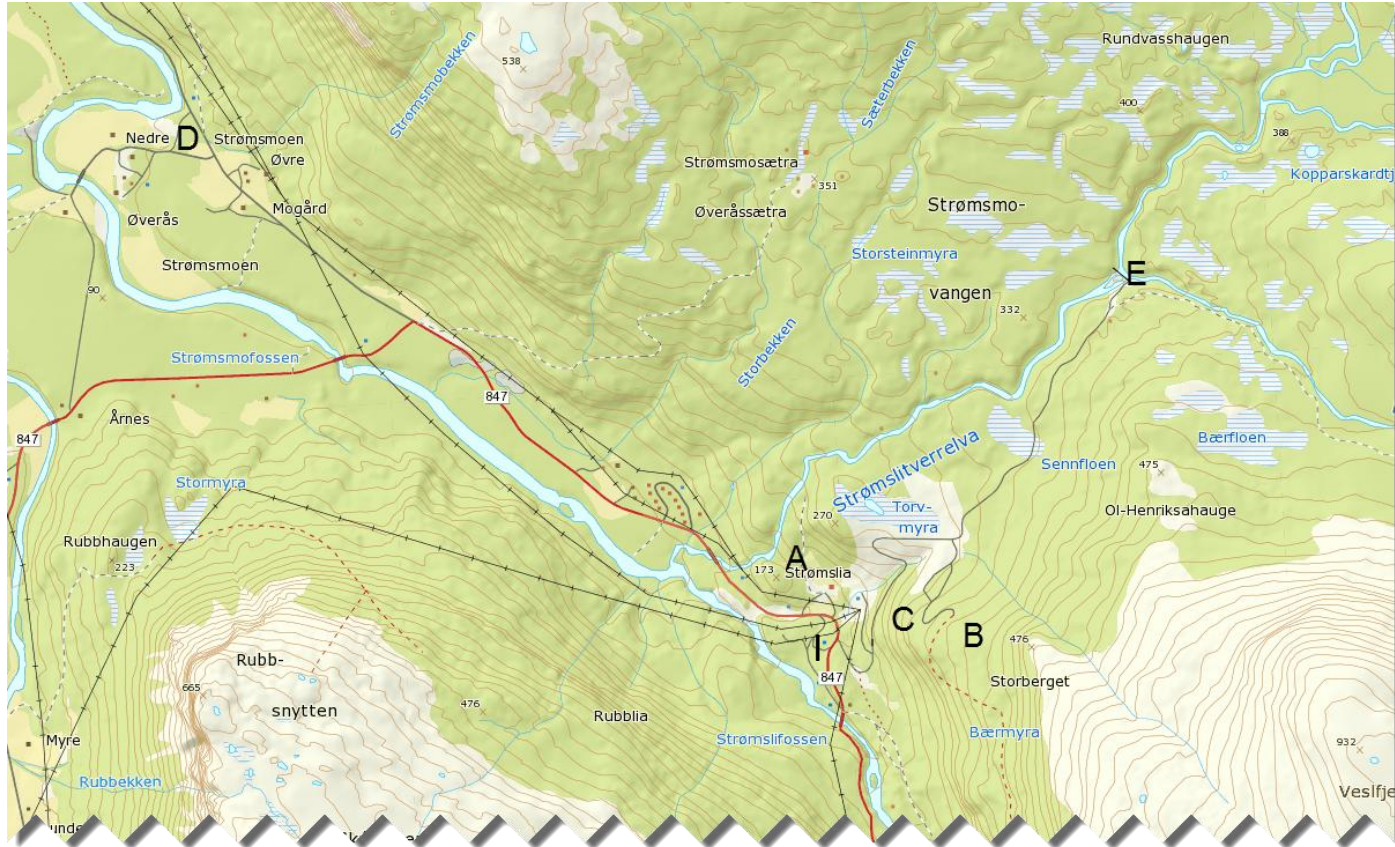 Rundvasshaugen
538
Strømsmobekken
Sæterbekken
400
388
Nedre
D
Strømsmoen
Øvre
Strømsmosætra
351
Kopparskardtj
Mogård
Øveråssætra
Strømsmo-
Øverås
Strømsmoen
Storsteinmyra
E
90
vangen
332
Storbekken
Strømsmofossen
847
Årnes
847
Bærfloen
Strømslitverrelva
Sennfloen
475
Stormyra
270
Torv-
myra
Ol-Henriksahauge
Rubbhaugen
223
A
173
Strømslia
C
B
476
I
Rubb-
847
Storberget
665
snytten
476
Rubblia
Strømslifossen
Bærmyra
Myre
932
Rubbekken
Veslfje
unde